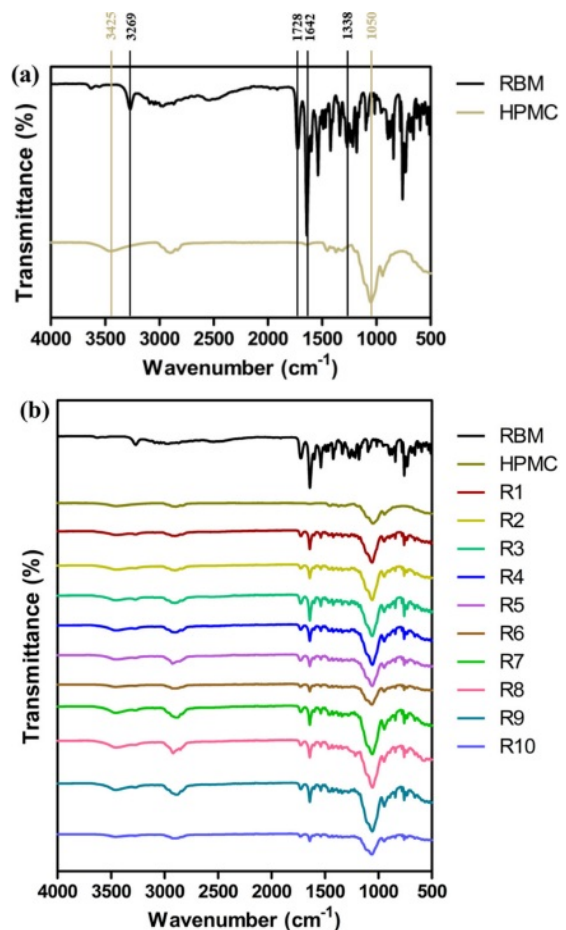 3425
3269
1728
1642
1338
1050
(a)
RBM
HPMC
Transmittance (%)
4000 3500 3000 2500 2000 1500 1000 500
Wavenumber (cm⁻¹)
(b)
RBM
HPMC
R1
R2
R3
R4
R5
R6
R7
R8
R9
R10
Transmittance (%)
4000 3500 3000 2500 2000 1500 1000 500
Wavenumber (cm⁻¹)